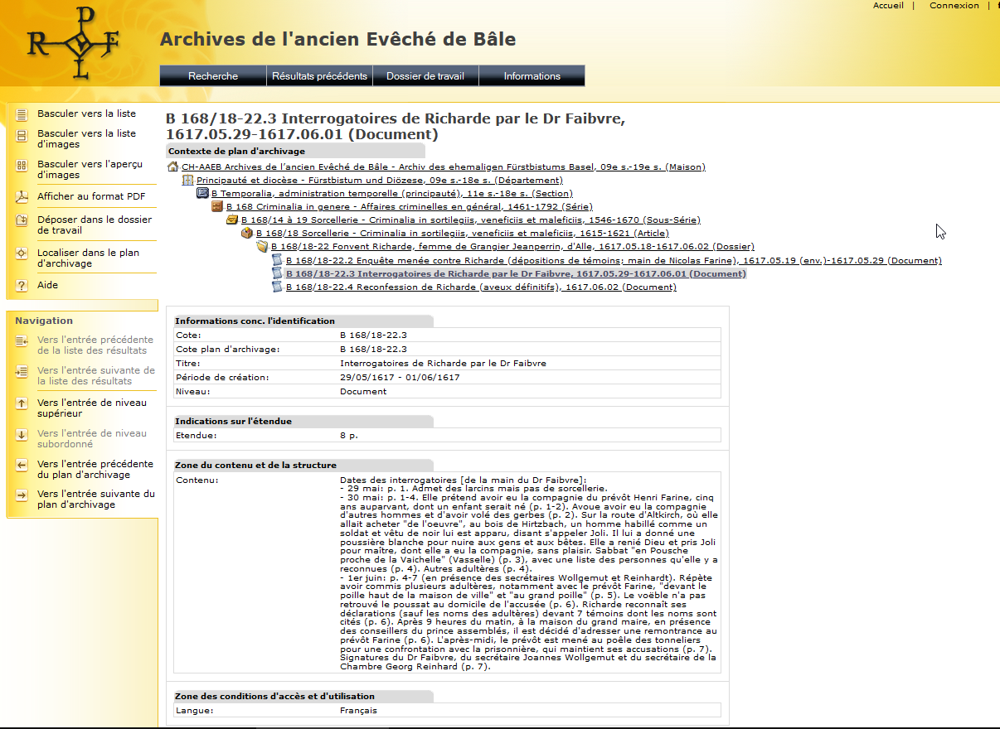 Accueil | Connexion |
R P F L
Archives de l'ancien Evêché de Bâle
Recherche Résultats précédents Dossier de travail Informations
Basculer vers la liste
Basculer vers la liste
d'images
Basculer vers l'aperçu
d'images
Afficher au format PDF
Déposer dans le dossier
de travail
Localiser dans le plan
d'archivage
Aide
Navigation
Vers l'entrée précédente
de la liste des résultats
Vers l'entrée suivante de
la liste des résultats
Vers l'entrée de niveau
supérieur
Vers l'entrée de niveau
subordonné
Vers l'entrée précédente
du plan d'archivage
Vers l'entrée suivante du
plan d'archivage
B 168/18-22.3 Interrogatoires de Richarde par le Dr Faibvre,
1617.05.29-1617.06.01 (Document)
Contexte de plan d'archivage
CH-AAEB Archives de l’ancien Evêché de Bâle - Archiv des ehemaligen Fürstbistums Basel, 09e s.-19e s. (Maison)
Principauté et diocèse - Fürstbistum und Diözese, 09e s.-18e s. (Département)
B Temporalia, administration temporelle (principauté), 11e s.-18e s. (Section)
B 168 Criminalia in genere - Affaires criminelles en général, 1461-1792 (Série)
B 168/14 à 19 Sorcellerie - Criminalia in sortilegiis, veneficiis et maleficiis, 1546-1670 (Sous-Série)
B 168/18 Sorcellerie - Criminalia in sortilegiis, veneficiis et maleficiis, 1615-1621 (Article)
B 168/18-22 Fonvent Richarde, femme de Grangier Jeanperrin, d'Alle, 1617.05.18-1617.06.02 (Dossier)
B 168/18-22.2 Enquête menée contre Richarde (dépositions de témoins; main de Nicolas Farine), 1617.05.19 (env.)-1617.05.29 (Document)
B 168/18-22.3 Interrogatoires de Richarde par le Dr Faibvre, 1617.05.29-1617.06.01 (Document)
B 168/18-22.4 Reconfession de Richarde (aveux définitifs), 1617.06.02 (Document)
Informations conc. l'identification
Cote: B 168/18-22.3
Cote plan d'archivage: B 168/18-22.3
Titre: Interrogatoires de Richarde par le Dr Faibvre
Période de création: 29/05/1617 - 01/06/1617
Niveau: Document
Indications sur l'étendue
Etendue: 8 p.
Zone du contenu et de la structure
Contenu: Dates des interrogatoires [de la main du Dr Faibvre]:
- 29 mai: p. 1. Admet des larcins mais pas de sorcellerie.
- 30 mai: p. 1-4. Elle prétend avoir eu la compagnie du prévôt Henri Farine, cinq
ans auparvant, dont un enfant serait né (p. 1-2). Avoue avoir eu la compagnie
d'autres hommes et d'avoir volé des gerbes (p. 2). Sur la route d'Altkirch, où elle
allait acheter "de l'oeuvre", au bois de Hirtzbach, un homme habillé comme un
soldat et vêtu de noir lui est apparu, disant s'appeler Joli. Il lui a donné une
poussière blanche pour nuire aux gens et aux bêtes. Elle a renié Dieu et pris Joli
pour maître, dont elle a eu la compagnie, sans plaisir. Sabbat "en Pousche
proche de la Vaichelle" (Vasselle) (p. 3), avec une liste des personnes qu'elle y a
reconnues (p. 4). Autres adultères (p. 4).
- 1er juin: p. 4-7 (en présence des secrétaires Wollgemut et Reinhardt). Répète
avoir commis plusieurs adultères, notamment avec le prévôt Farine, "devant le
poille haut de la maison de ville" et "au grand poille" (p. 5). Le voëble n'a pas
retrouvé le poussat au domicile de l'accusée (p. 6). Richarde reconnaît ses
déclarations (sauf les noms des adultères) devant 7 témoins dont les noms sont
cités (p. 6). Après 9 heures du matin, à la maison du grand maire, en présence
des conseillers du prince assemblés, il est décidé d'adresser une remontrance au
prévôt Farine (p. 6). L'après-midi, le prévôt est mené au poêle des tonneliers
pour une confrontation avec la prisonnière, qui maintient ses accusations (p. 7).
Signatures du Dr Faibvre, du secrétaire Joannes Wollgemut et du secrétaire de la
Chambre Georg Reinhard (p. 7).
Zone des conditions d'accès et d'utilisation
Langue: Français